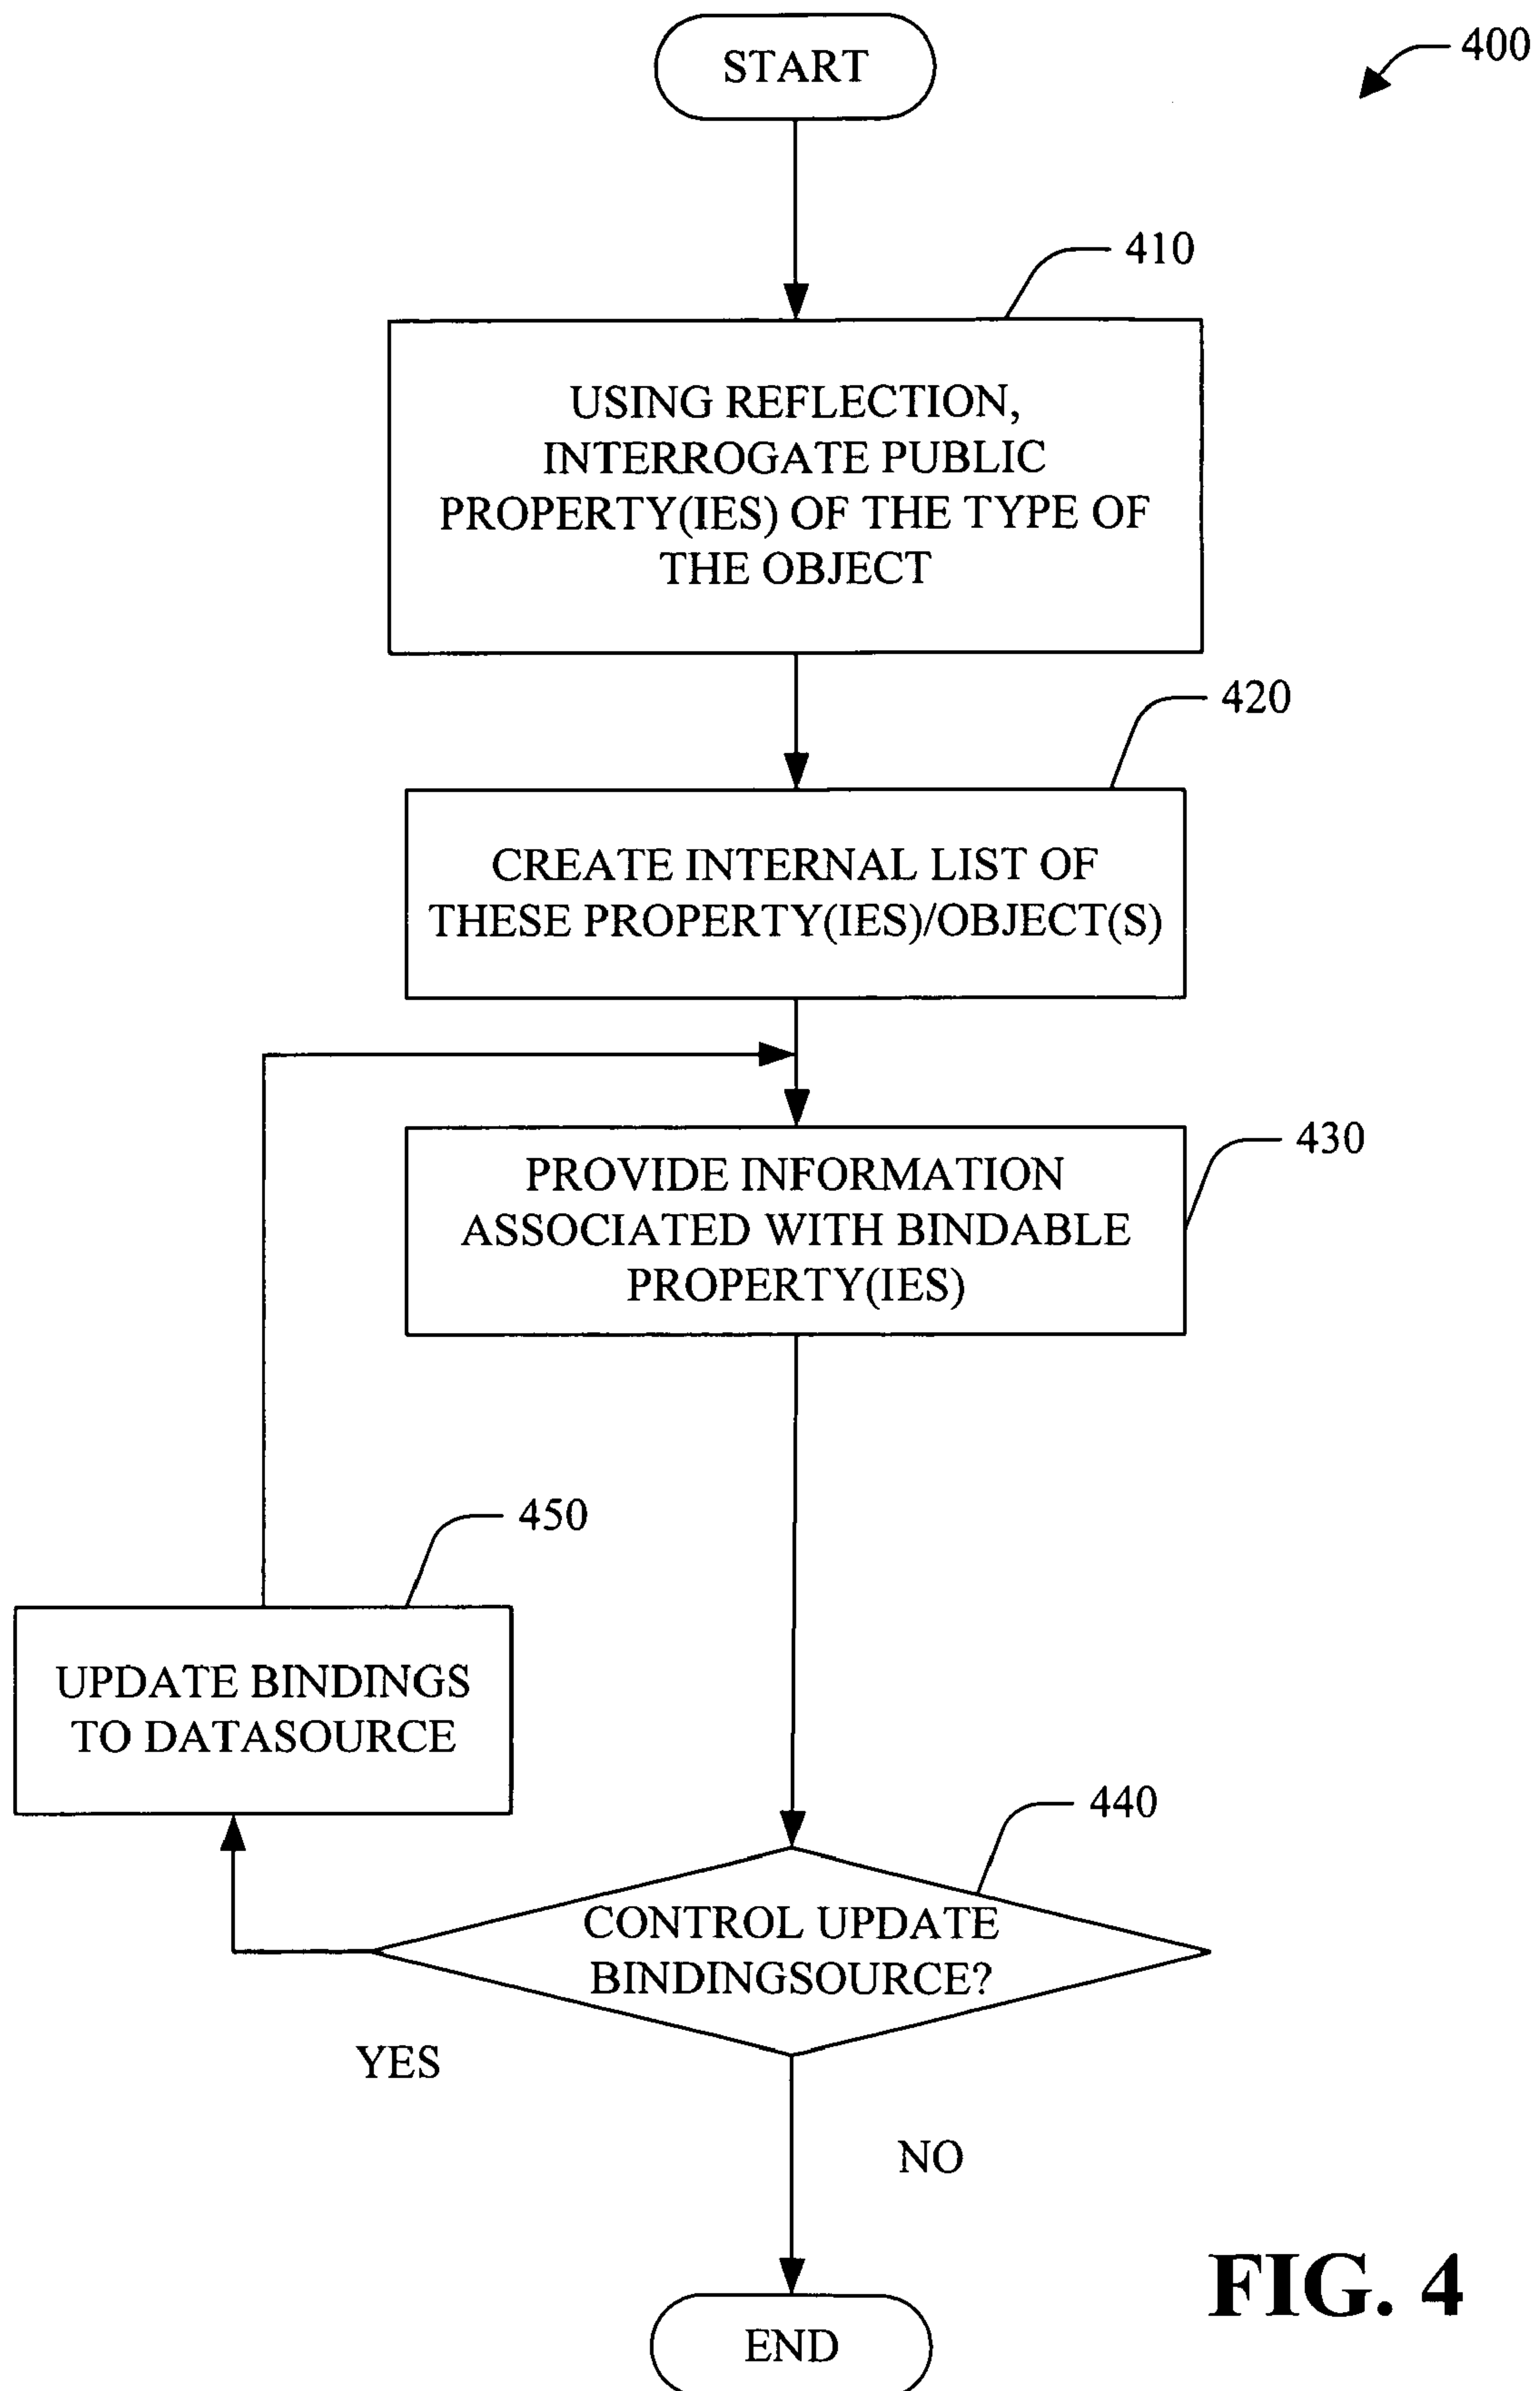 START
400
410
USING REFLECTION,
INTERROGATE PUBLIC
PROPERTY(IES) OF THE TYPE OF
THE OBJECT
420
CREATE INTERNAL LIST OF
THESE PROPERTY(IES)/OBJECT(S)
430
PROVIDE INFORMATION
ASSOCIATED WITH BINDABLE
PROPERTY(IES)
450
UPDATE BINDINGS
TO DATASOURCE
440
CONTROL UPDATE
BINDINGSOURCE?
YES
NO
END
FIG. 4